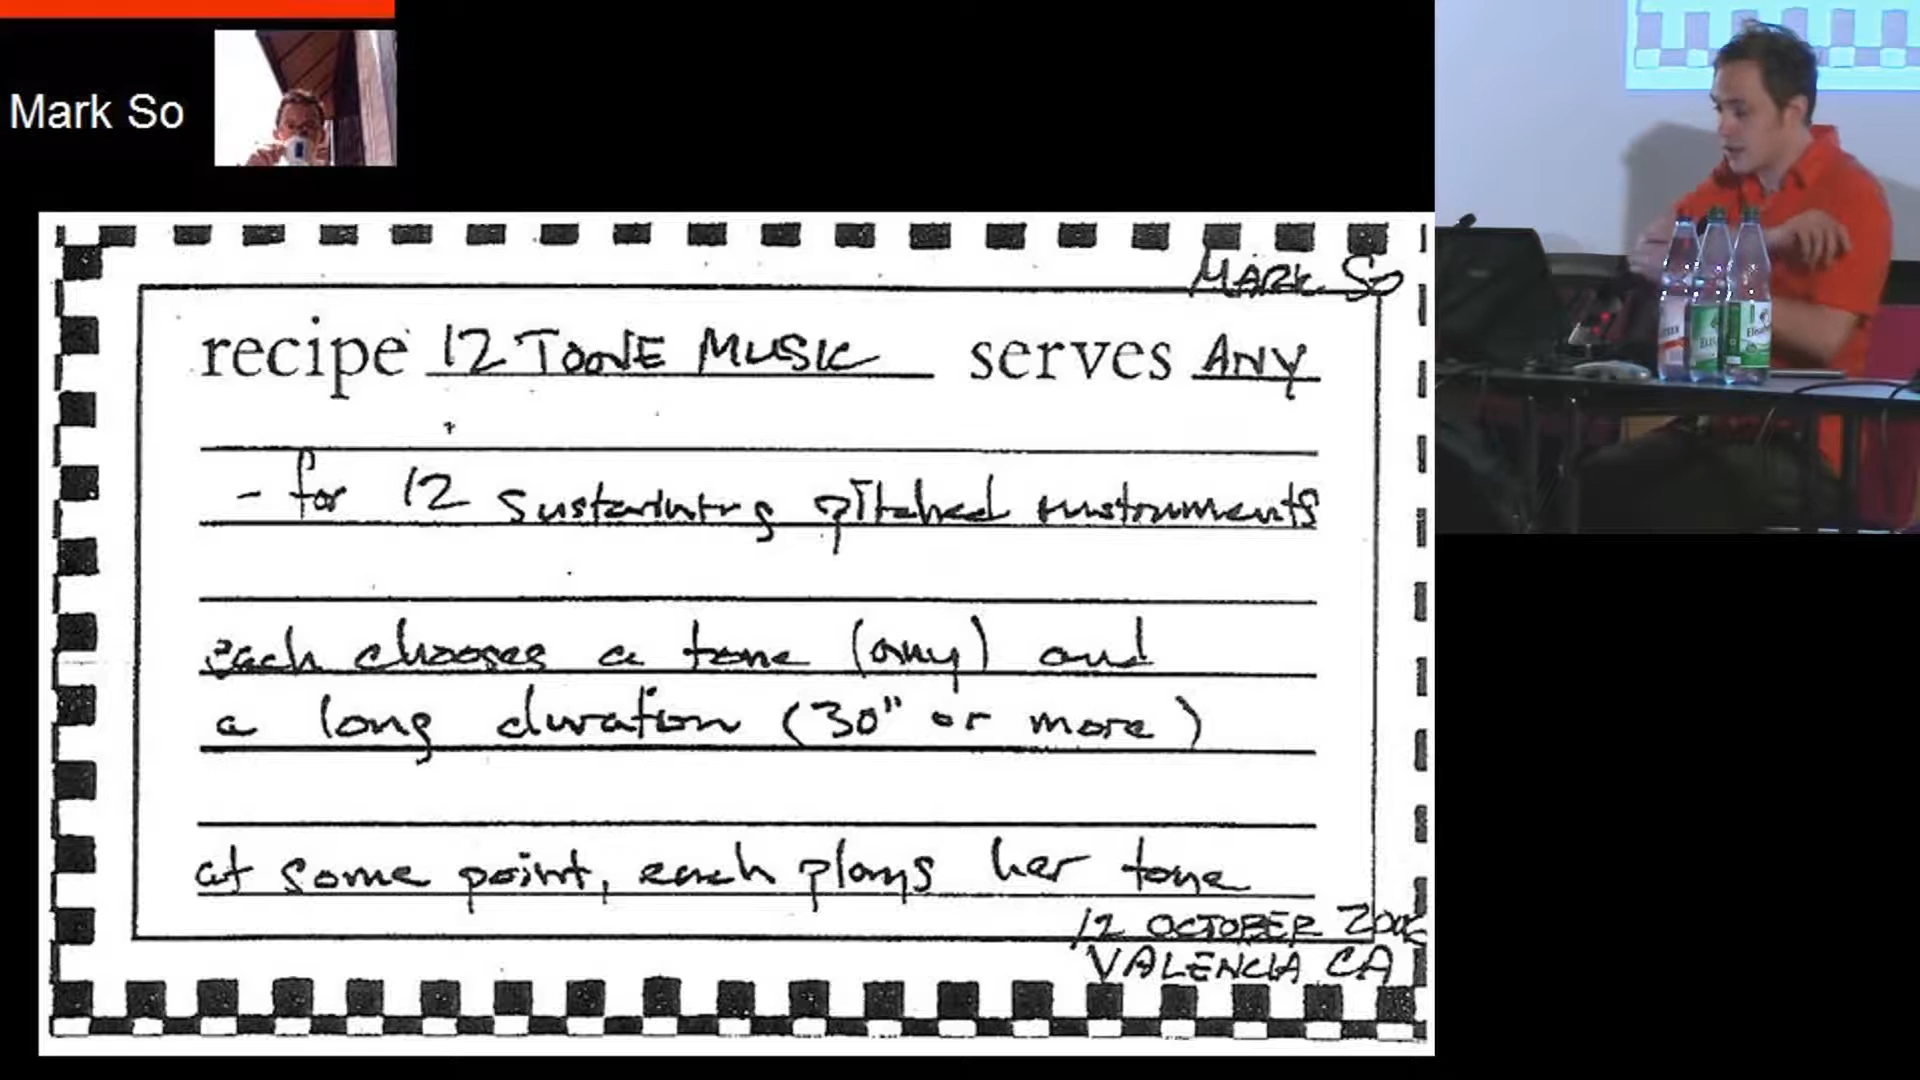 Mark So
MARK SO
recipe 12 TONE MUSIC serves ANY
- for 12 sustaining pitched instruments
each chooses a tone (any) and
a long duration (30" or more)
at some point, each plays her tone
12 OCTOBER
VALENCIA CA